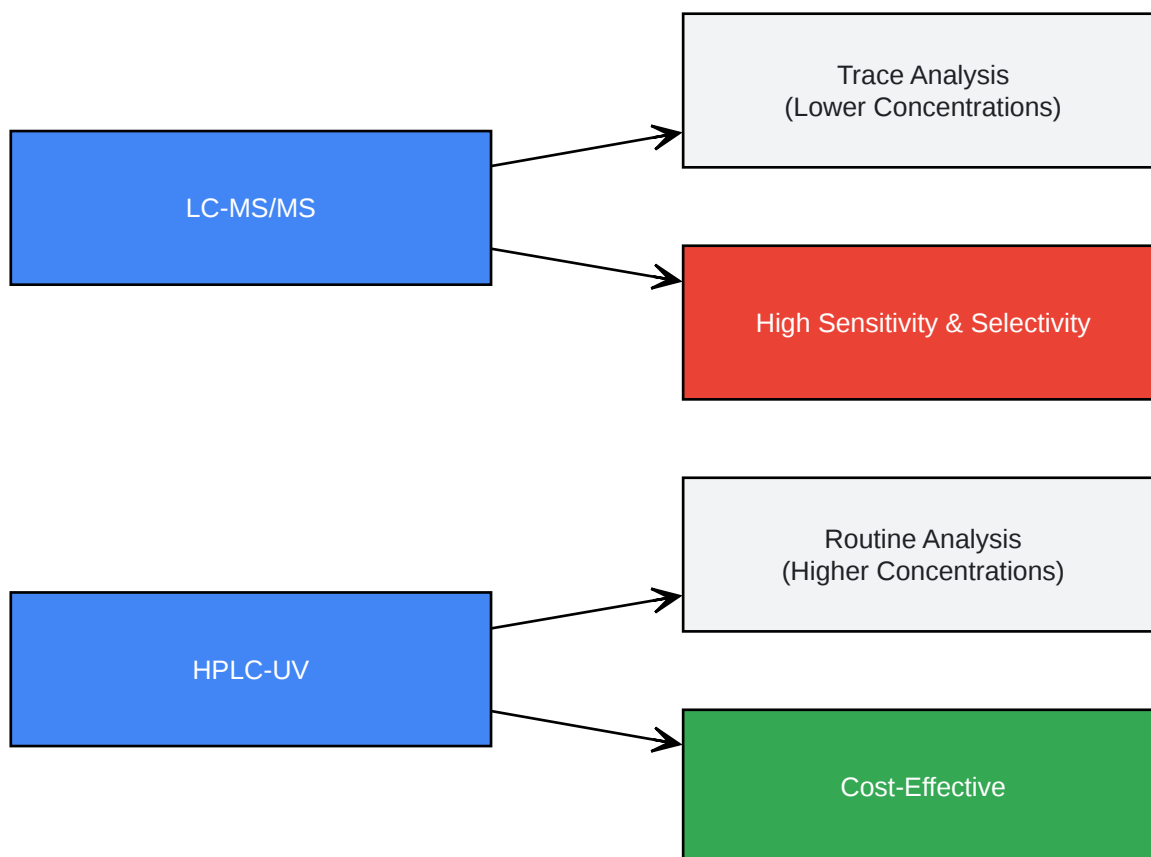 Trace Analysis
(Lower Concentrations)
LC-MS/MS
High Sensitivity & Selectivity
Routine Analysis
(Higher Concentrations)
HPLC-UV
Cost-Effective